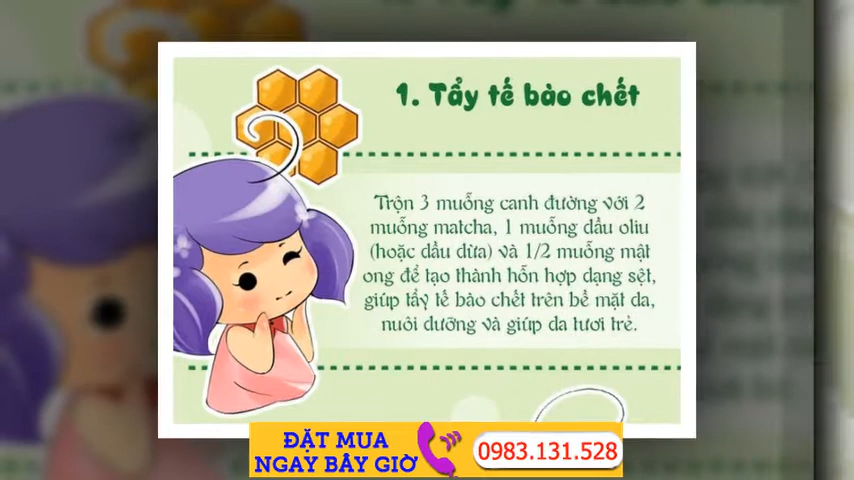 1. Tẩy tế bào chết
Trộn 3 muỗng canh đường với 2
muỗng matcha, 1 muỗng dầu oliu
(hoặc dầu dừa) và 1/2 muỗng mật
ong để tạo thành hỗn hợp dạng sệt,
giúp tẩy tế bào chết trên bề mặt da,
nuôi dưỡng và giúp da tươi trẻ.
ĐẶT MUA
NGAY BÂY GIỜ
0983.131.528